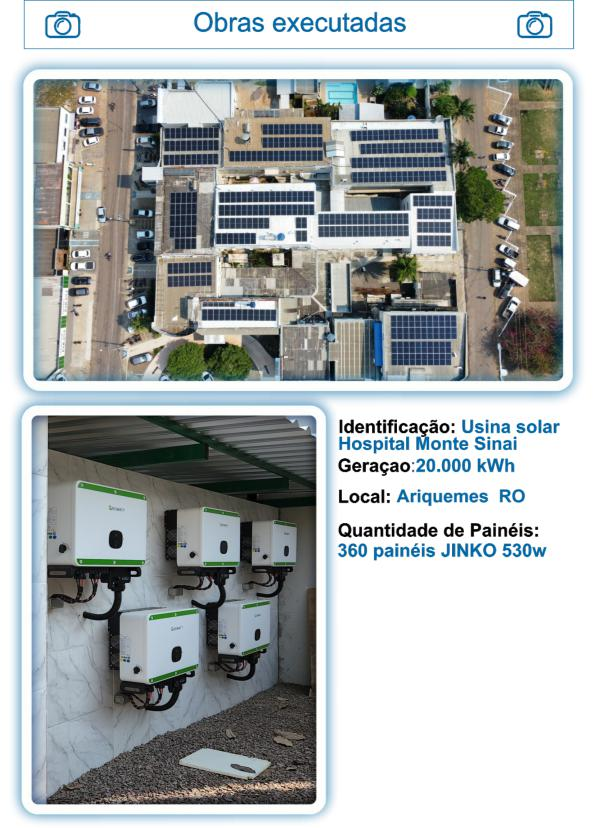 Obras executadas
Identificação: Usina solar
Hospital Monte Sinai
Geraçao:20.000 kWh
Local: Ariquemes RO
Quantidade de Painéis:
360 painéis JINKO 530w